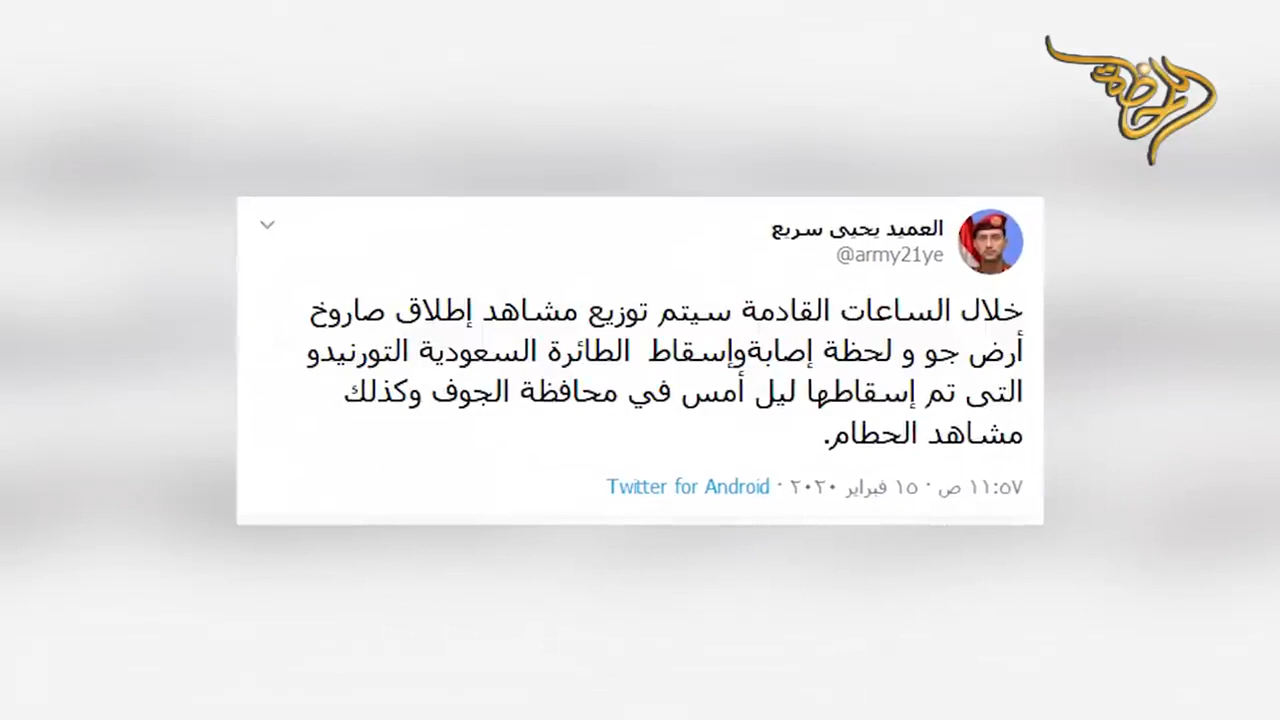 العميد يحيى سريع
@army21ye
خلال الساعات القادمة سيتم توزيع مشاهد إطلاق صاروخ
أرض جو و لحظة إصابةوإسقاط الطائرة السعودية التورنيدو
التى تم إسقاطها ليل أمس في محافظة الجوف وكذلك
مشاهد الحطام.
١١:٥٧ ص · ١٥ فبراير ٢٠٢٠ · Twitter for Android